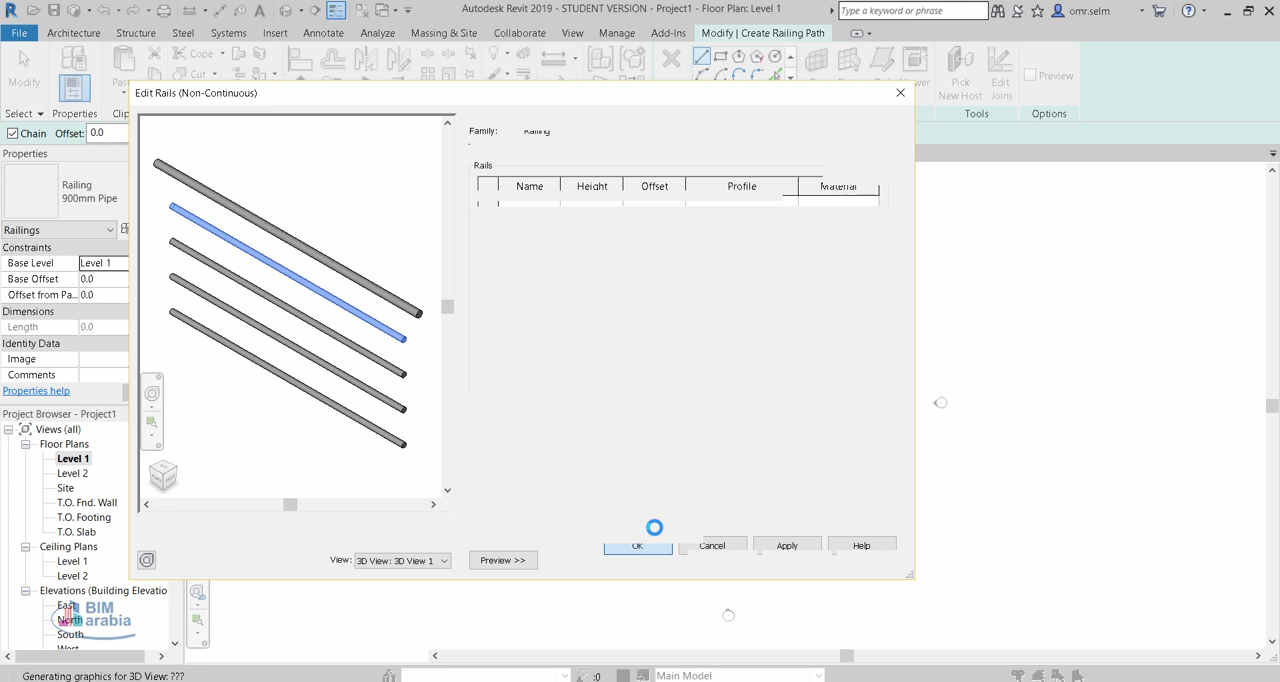 Autodesk Revit 2019 - STUDENT VERSION - Project1 - Floor Plan: Level 1
Type a keyword or phrase
omr.selm
File Architecture Structure Steel Systems Insert Annotate Analyze Massing & Site Collaborate View Manage Add-Ins Modify | Create Railing Path
Modify
Cope
Cut
Pick
New Host
Edit
Joins
Preview
Select Properties Tools Options
Chain Offset: 0.0
Properties
Railing
900mm Pipe
Railings
Constraints
Base Level Level 1
Base Offset 0.0
Offset from Pa... 0.0
Dimensions
Length 0.0
Identity Data
Image
Comments
Properties help
Project Browser - Project1
Views (all)
Floor Plans
Level 1
Level 2
Site
T.O. Fnd. Wall
T.O. Footing
T.O. Slab
Ceiling Plans
Level 1
Level 2
Elevations (Building Elevatio
East
North
South
West
BIM
arabia
Edit Rails (Non-Continuous)
Family: Railing
Rails
Name Height Offset Profile Material
View: 3D View: 3D View 1
Preview >>
OK Cancel Apply Help
Generating graphics for 3D View: ???
:0
Main Model